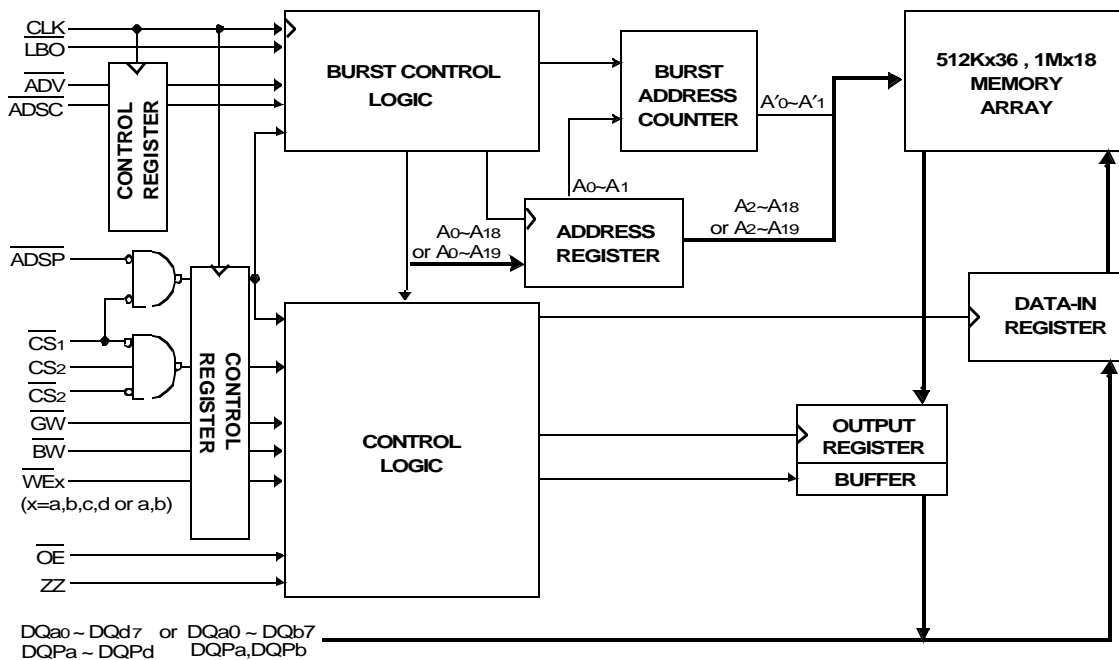 CLK
LBO
ADV
ADSC
CONTROL
REGISTER
BURST CONTROL
LOGIC
BURST
ADDRESS
COUNTER
A′0~A′1
512Kx36 , 1Mx18
MEMORY
ARRAY
A0~A1
A0~A18
or A0~A19
ADDRESS
REGISTER
A2~A18
or A2~A19
ADSP
CS1
CS2
CS2
GW
BW
WEx
(x=a,b,c,d or a,b)
CONTROL
REGISTER
CONTROL
LOGIC
DATA-IN
REGISTER
OUTPUT
REGISTER
BUFFER
OE
ZZ
DQa0 ~ DQd7 or DQa0 ~ DQb7
DQPa ~ DQPd DQPa,DQPb